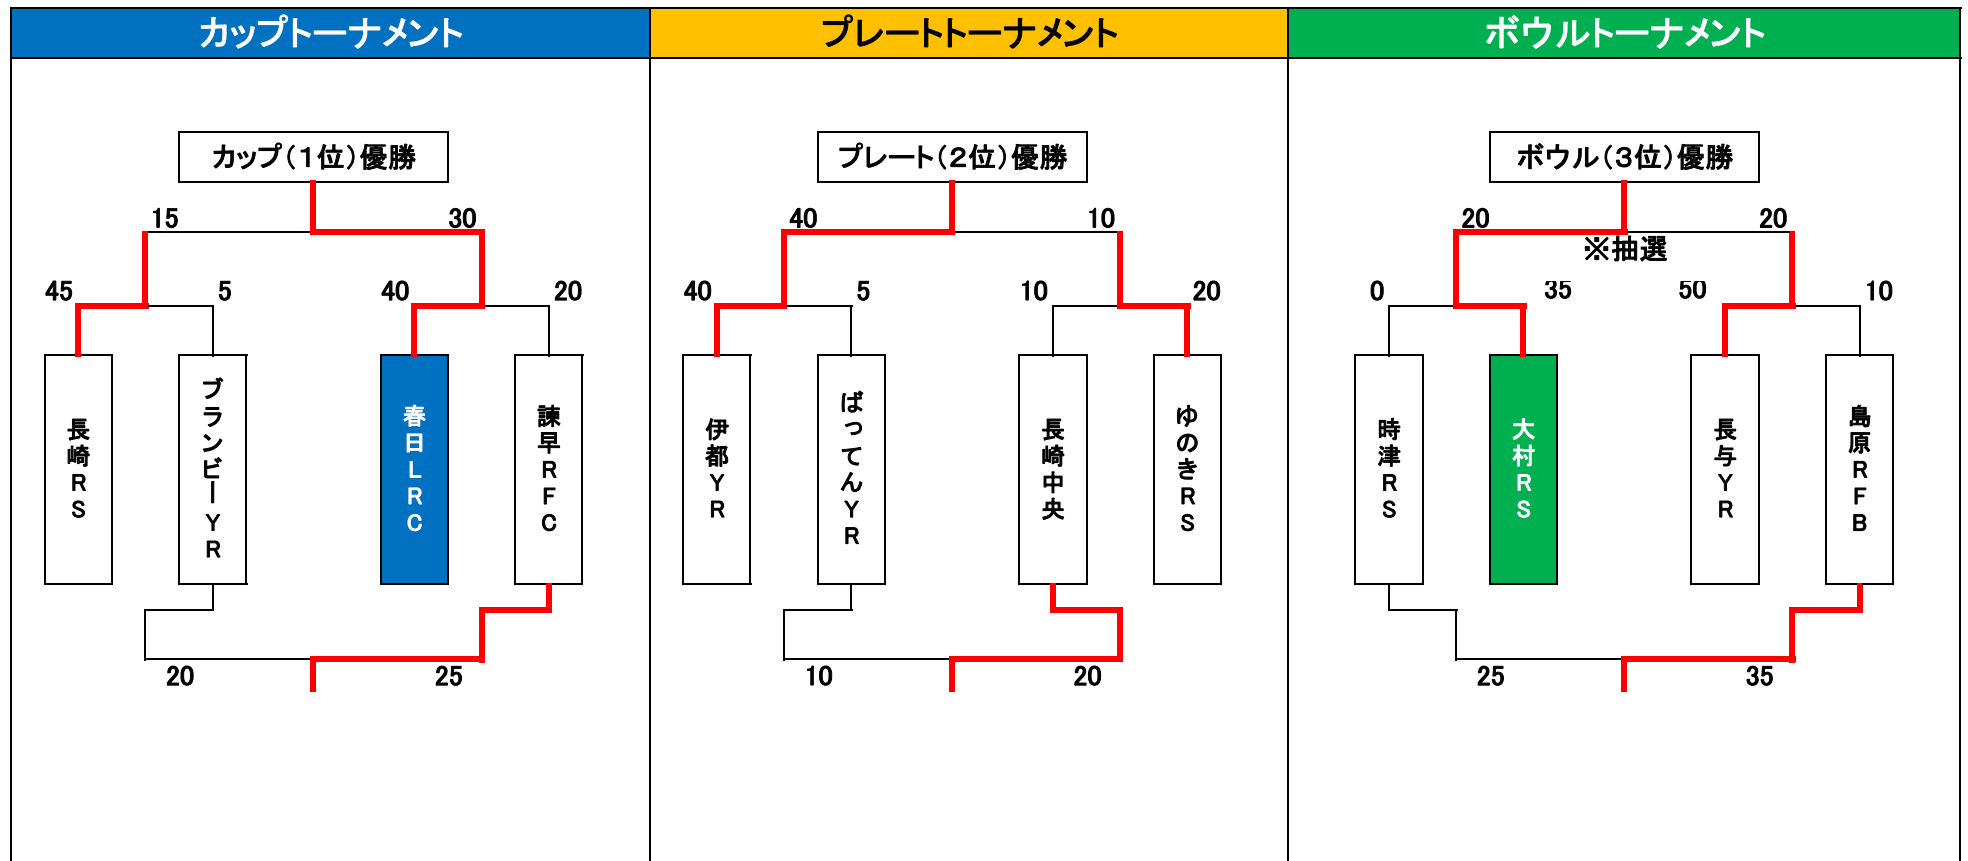 カップトーナメント
プレートトーナメント
ボウルトーナメント
カップ（１位）優勝
プレート（２位）優勝
ボウル（３位）優勝
15
30
40
10
20
20
※抽選
45
5
40
20
40
5
10
20
0
35
50
10
長崎ＲＳ
ブランビーＹＲ
春日ＬＲＣ
諫早ＲＦＣ
伊都ＹＲ
ばってんＹＲ
長崎中央
ゆのきＲＳ
時津ＲＳ
大村ＲＳ
長与ＹＲ
島原ＲＦＢ
20
25
10
20
25
35